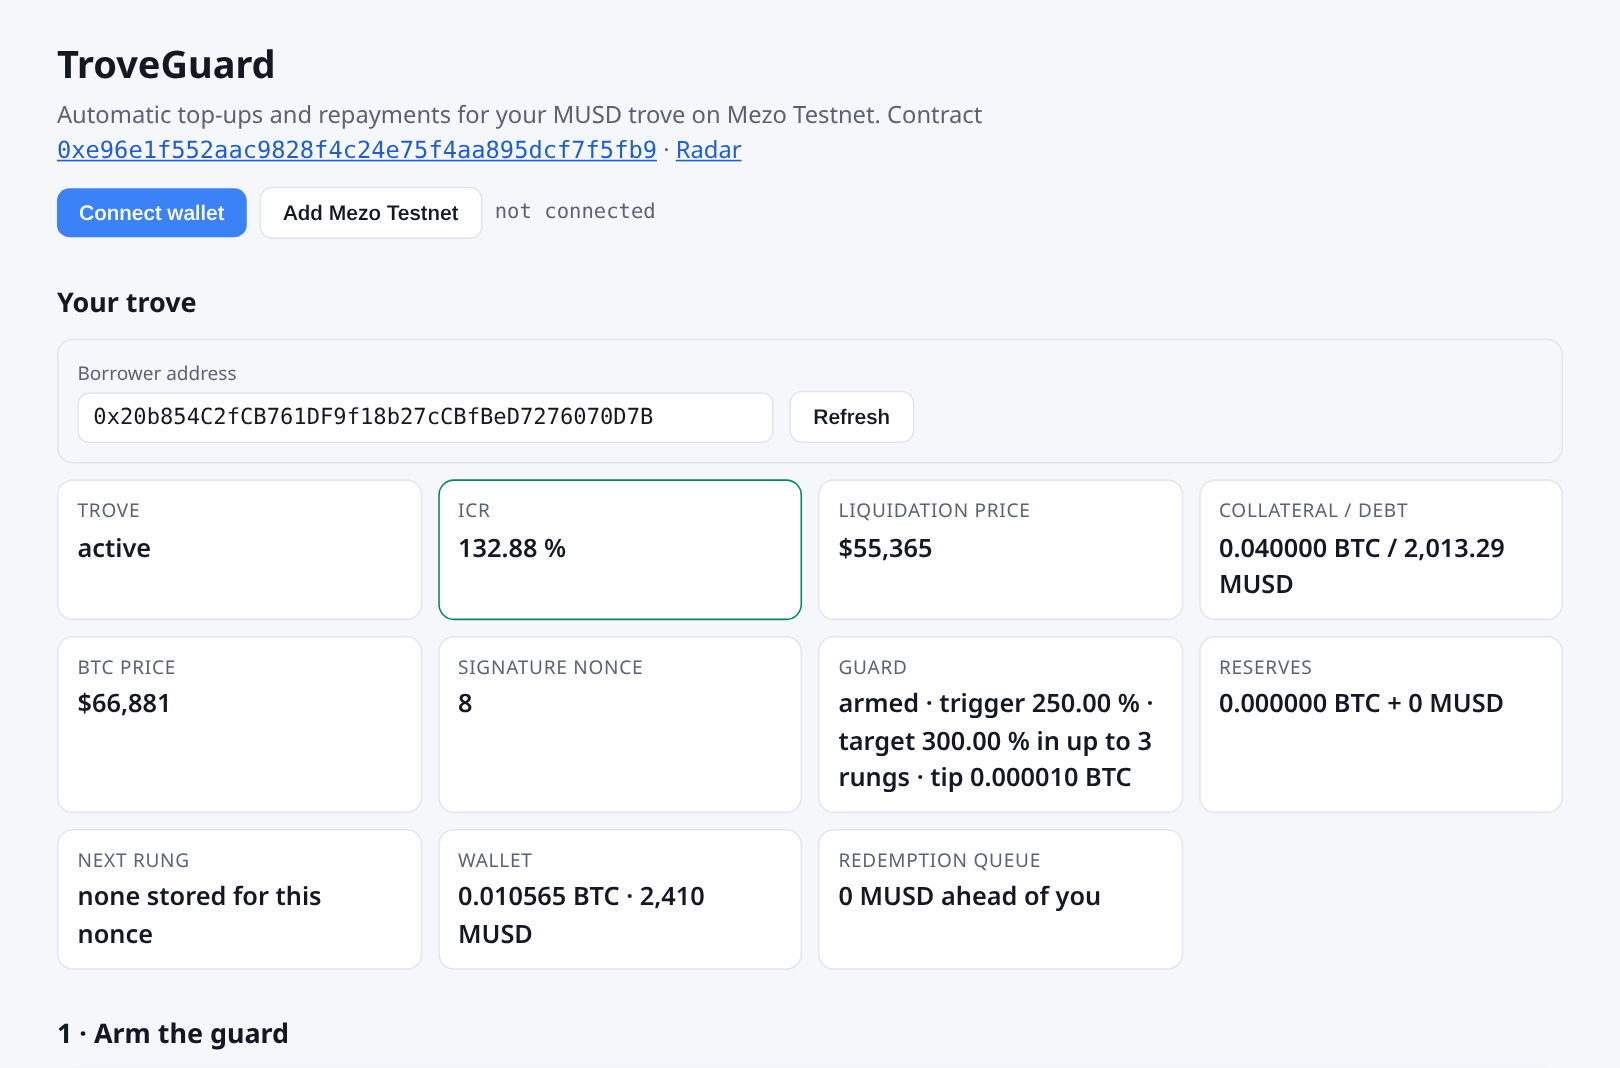 TroveGuard
Automatic top-ups and repayments for your MUSD trove on Mezo Testnet. Contract
0xe96e1f552aac9828f4c24e75f4aa895dcf7f5fb9 · Radar
Connect wallet
Add Mezo Testnet
not connected
Your trove
Borrower address
0x20b854C2fCB761DF9f18b27cCBfBeD7276070D7B
Refresh
TROVE
active
ICR
132.88 %
LIQUIDATION PRICE
$55,365
COLLATERAL / DEBT
0.040000 BTC / 2,013.29
MUSD
BTC PRICE
$66,881
SIGNATURE NONCE
8
GUARD
armed · trigger 250.00 % ·
target 300.00 % in up to 3
rungs · tip 0.000010 BTC
RESERVES
0.000000 BTC + 0 MUSD
NEXT RUNG
none stored for this
nonce
WALLET
0.010565 BTC · 2,410
MUSD
REDEMPTION QUEUE
0 MUSD ahead of you
1 · Arm the guard